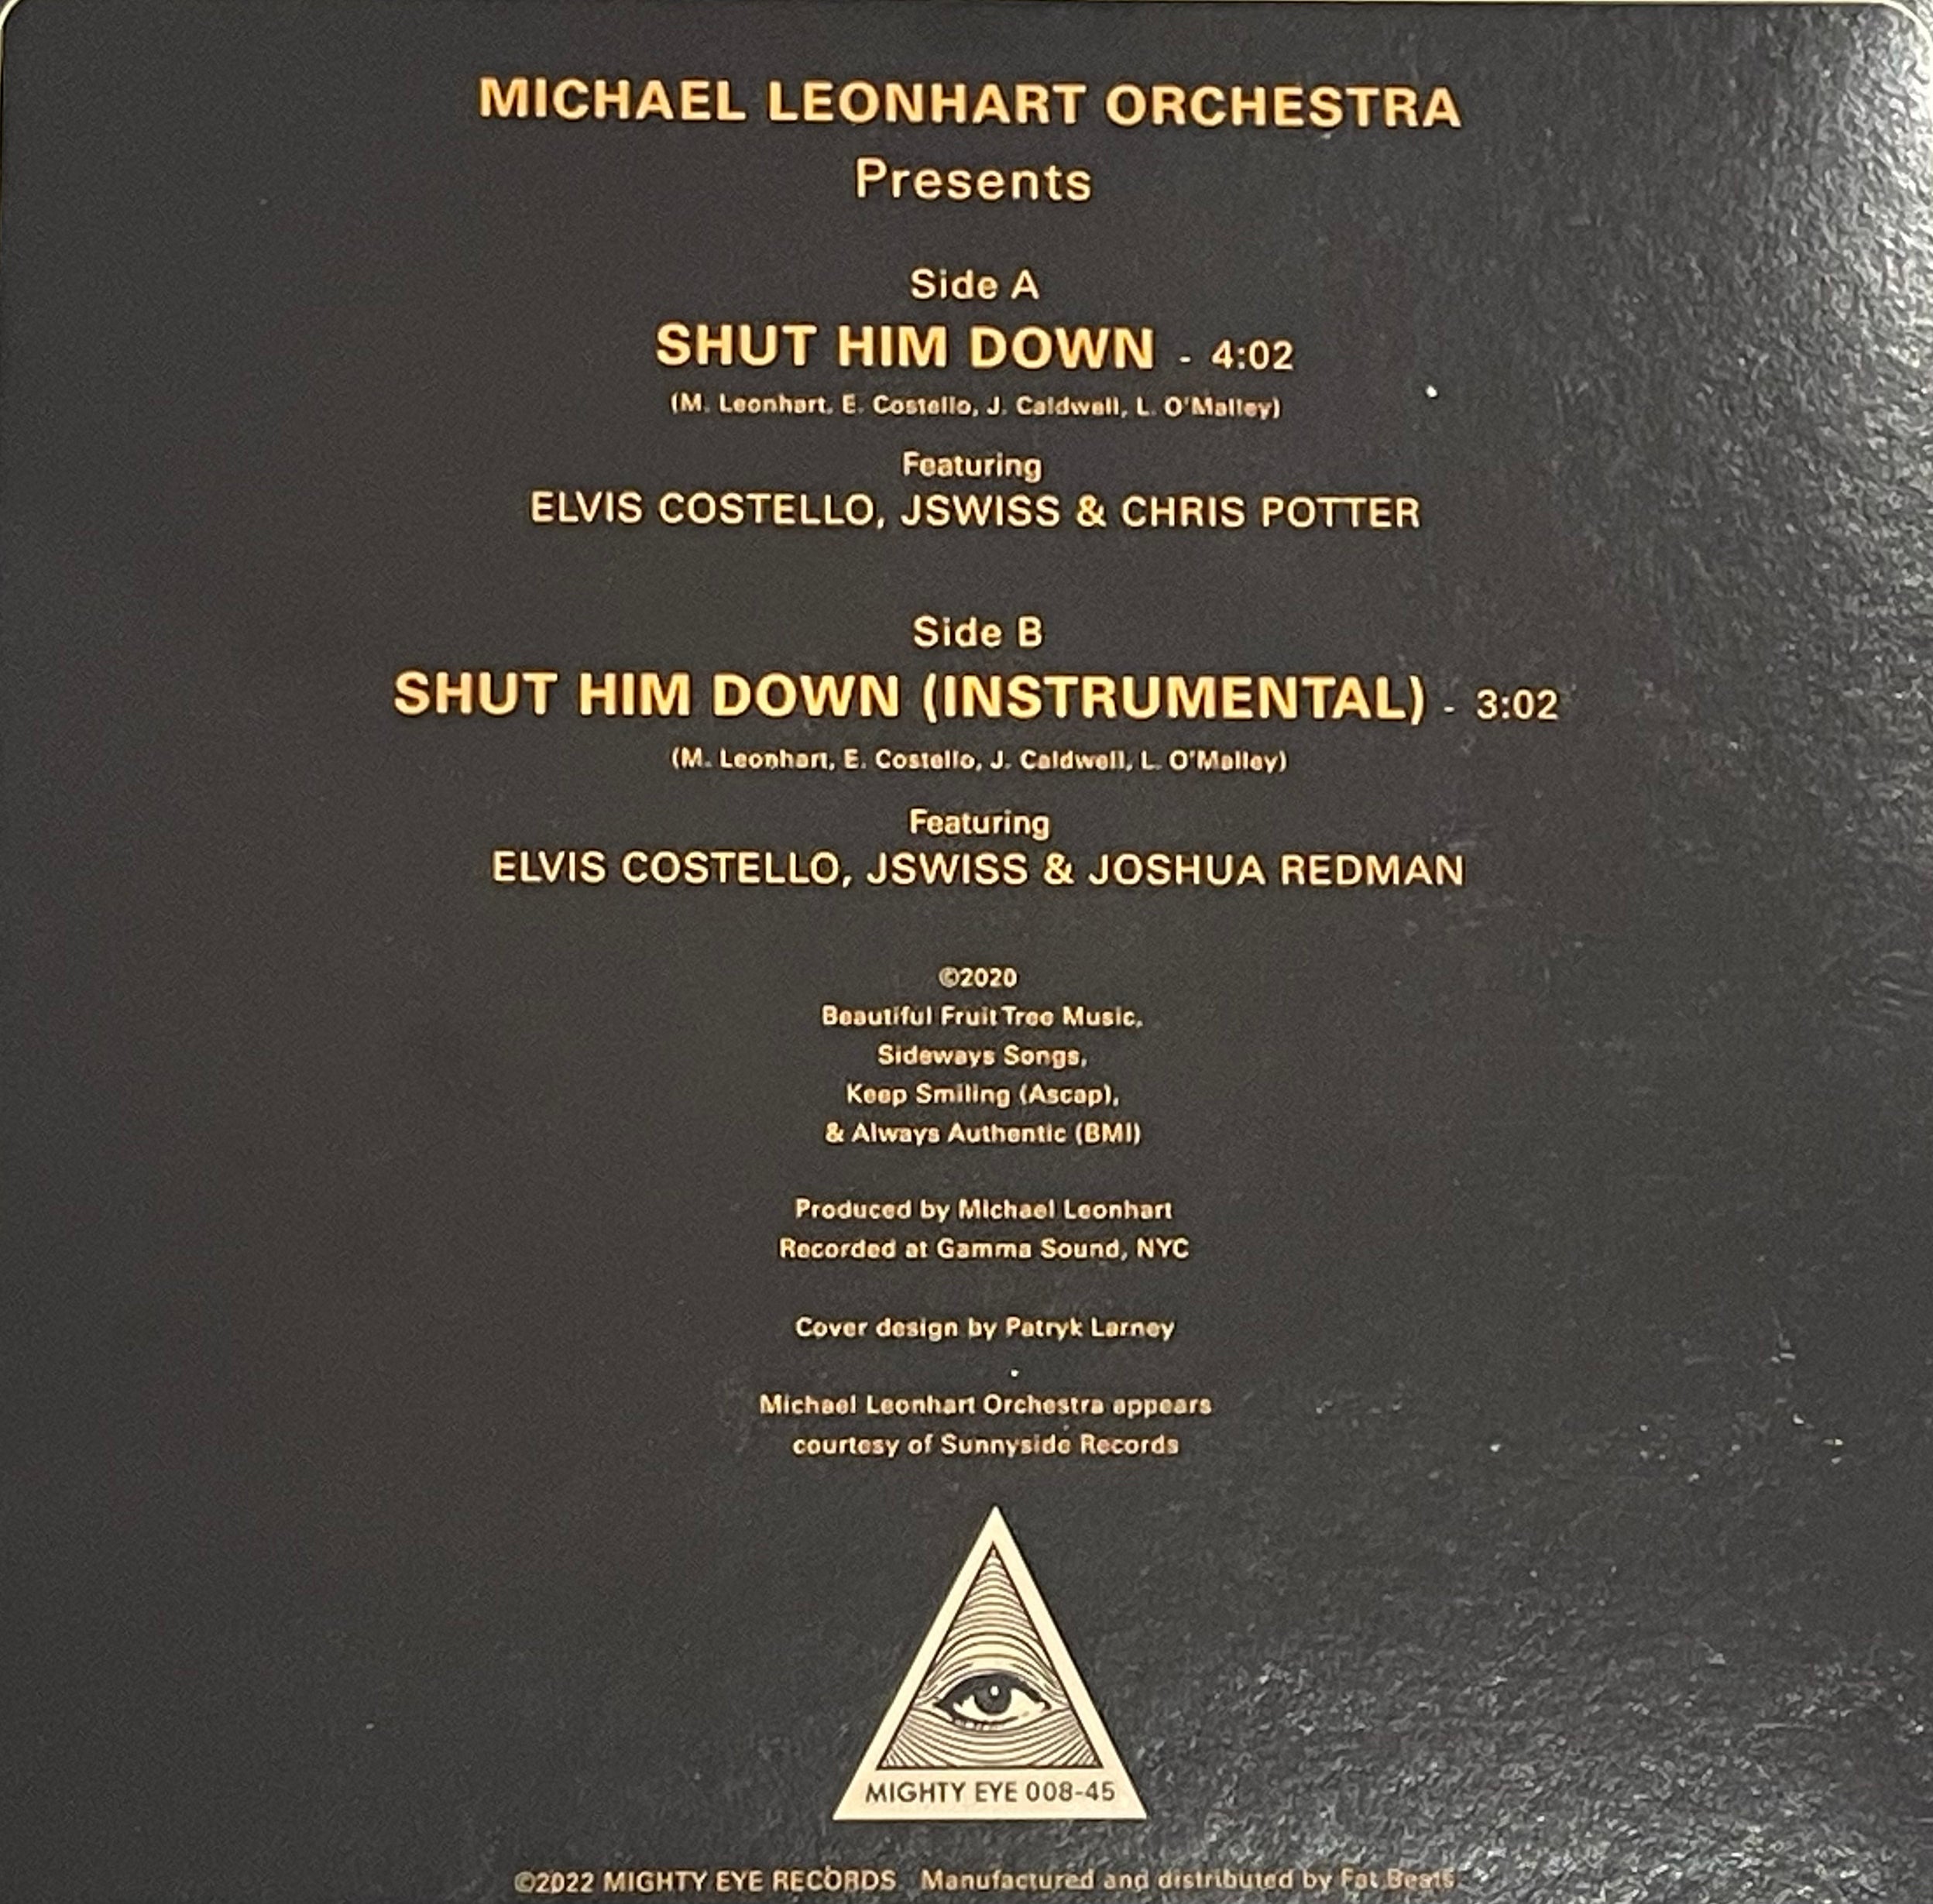 MICHAEL LEONHART ORCHESTRA
Presents
Side A
SHUT HIM DOWN - 4:02
(M. Leonhart, E. Costello, J. Caldwell, L. O'Malley)
Featuring
ELVIS COSTELLO, JSWISS & CHRIS POTTER
Side B
SHUT HIM DOWN (INSTRUMENTAL) - 3:02
(M. Leonhart, E. Costello, J. Caldwell, L. O'Malley)
Featuring
ELVIS COSTELLO, JSWISS & JOSHUA REDMAN
©2020
Beautiful Fruit Tree Music,
Sideways Songs,
Keep Smiling (Ascap),
& Always Authentic (BMI)
Produced by Michael Leonhart
Recorded at Gamma Sound, NYC
Cover design by Patryk Larney
Michael Leonhart Orchestra appears
courtesy of Sunnyside Records
MIGHTY EYE 008-45
©2022 MIGHTY EYE RECORDS Manufactured and distributed by Fat Beats.